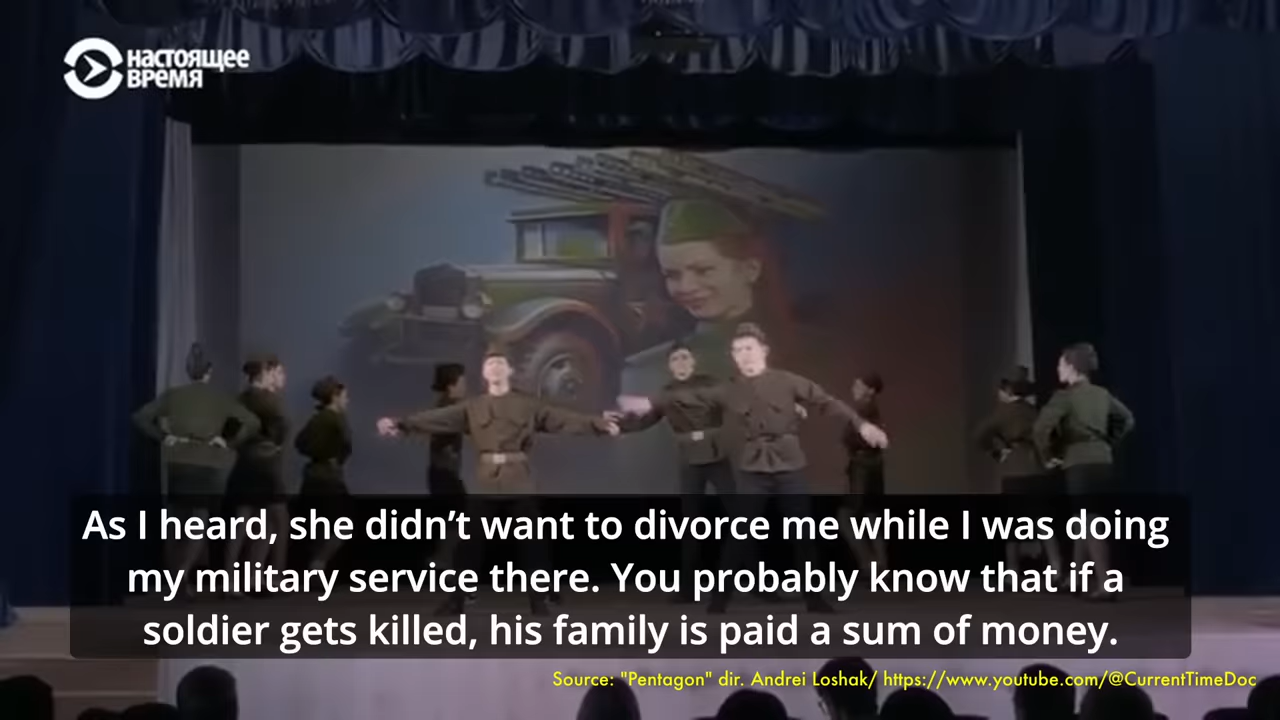 НАСТОЯЩЕЕ
ВРЕМЯ
As I heard, she didn’t want to divorce me while I was doing
my military service there. You probably know that if a
soldier gets killed, his family is paid a sum of money.
Source: "Pentagon" dir. Andrei Loshak/ https://www.youtube.com/@CurrentTimeDoc